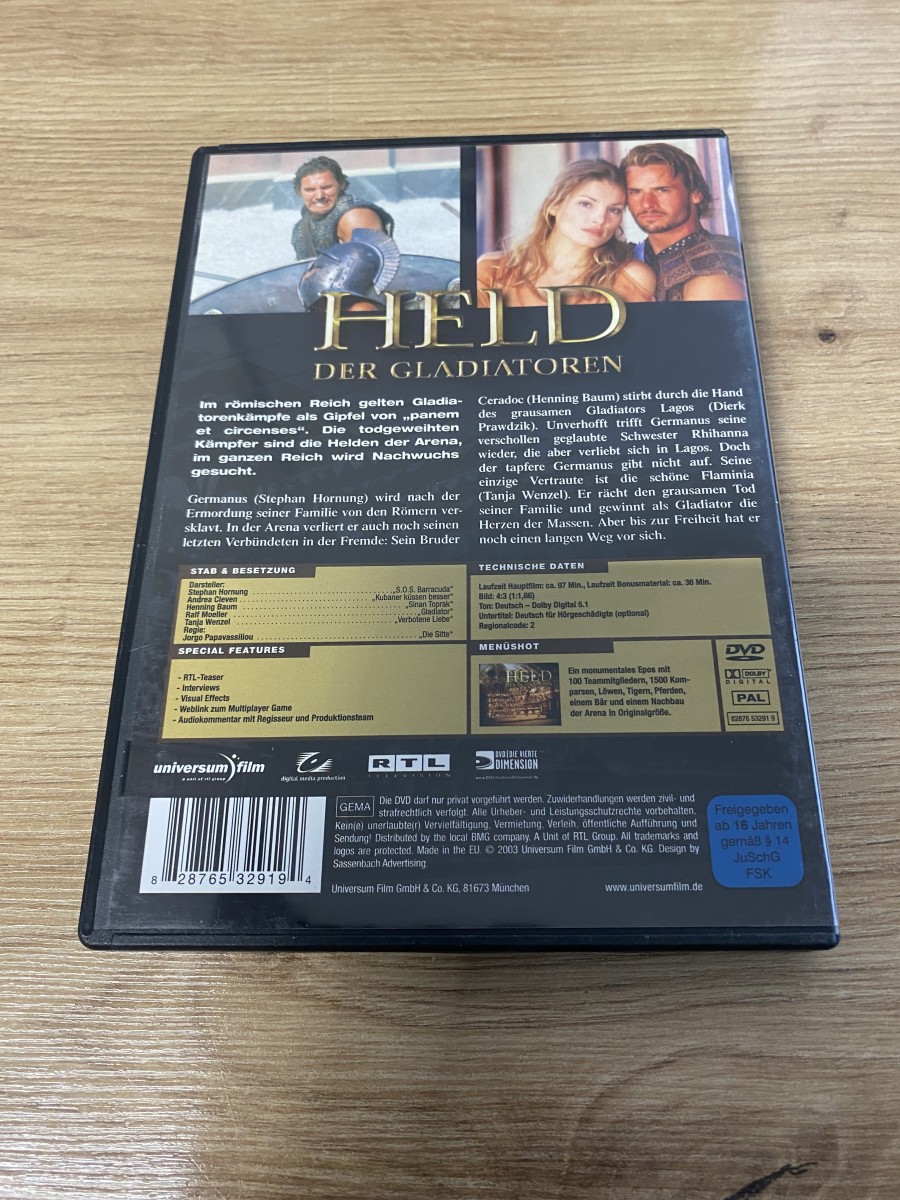 HELD
DER GLADIATOREN
Im römischen Reich gelten Gladia-
torenkämpfe als Gipfel von „panem
et circenses“. Die todgeweihten
Kämpfer sind die Helden der Arena,
im ganzen Reich wird Nachwuchs
gesucht.
Germanus (Stephan Hornung) wird nach der
Ermordung seiner Familie von den Römern ver-
sklavt. In der Arena verliert er auch noch seinen
letzten Verbündeten in der Fremde: Sein Bruder
Ceradoc (Henning Baum) stirbt durch die Hand
des grausamen Gladiators Lagos (Dierk
Prawdzik). Unverhofft trifft Germanus seine
verschollen geglaubte Schwester Rhihanna
wieder, die aber verliebt sich in Lagos. Doch
der tapfere Germanus gibt nicht auf. Seine
einzige Vertraute ist die schöne Flaminia
(Tanja Wenzel). Er rächt den grausamen Tod
seiner Familie und gewinnt als Gladiator die
Herzen der Massen. Aber bis zur Freiheit hat er
noch einen langen Weg vor sich.
STAB & BESETZUNG
Darsteller:
Stephan Hornung „S.O.S. Barracuda“
Andrea Cleven „Kubaner küssen besser“
Henning Baum „Sinan Toprak“
Ralf Moeller „Gladiator“
Tanja Wenzel „Verbotene Liebe“
Regie:
Jorgo Papavassiliou „Die Sitte“
TECHNISCHE DATEN
Laufzeit Hauptfilm: ca. 97 Min., Laufzeit Bonusmaterial: ca. 36 Min.
Bild: 4:3 (1:1,66)
Ton: Deutsch – Dolby Digital 5.1
Untertitel: Deutsch für Hörgeschädigte (optional)
Regionalcode: 2
SPECIAL FEATURES
- RTL-Teaser
- Interviews
- Visual Effects
- Weblink zum Multiplayer Game
- Audiokommentar mit Regisseur und Produktionsteam
MENÜSHOT
HELD
Ein monumentales Epos mit
100 Teammitgliedern, 1500 Kom-
parsen, Löwen, Tigern, Pferden,
einem Bär und einem Nachbau
der Arena in Originalgröße.
DVD
DOLBY
DIGITAL
PAL
82876 53291 9
universum film
a unit of rtl group
digital media production
RTL
TELEVISION
DVD|DIE VIERTE
DIMENSION
8 28765 32919 4
GEMA
Die DVD darf nur privat vorgeführt werden. Zuwiderhandlungen werden zivil- und
strafrechtlich verfolgt. Alle Urheber- und Leistungsschutzrechte vorbehalten.
Kein(e) unerlaubte(r) Vervielfältigung, Vermietung, Verleih, öffentliche Aufführung und
Sendung! Distributed by the local BMG company. A Unit of RTL Group. All trademarks and
logos are protected. Made in the EU. © 2003 Universum Film GmbH & Co. KG. Design by
Sassenbach Advertising.
Universum Film GmbH & Co. KG, 81673 München
www.universumfilm.de
Freigegeben
ab 16 Jahren
gemäß § 14
JuSchG
FSK